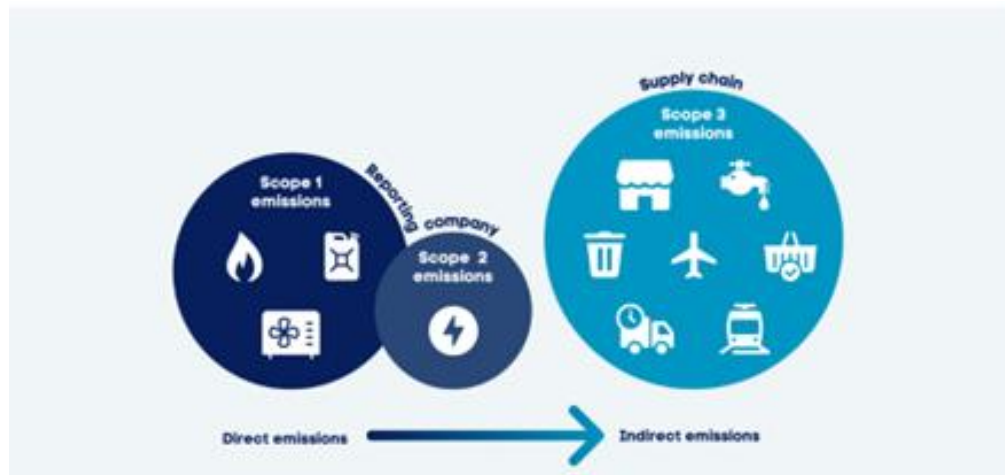 Supply chain
Scope 3
emissions
Scope 1
emissions
Reporting company
Scope 2
emissions
Direct emissions
Indirect emissions